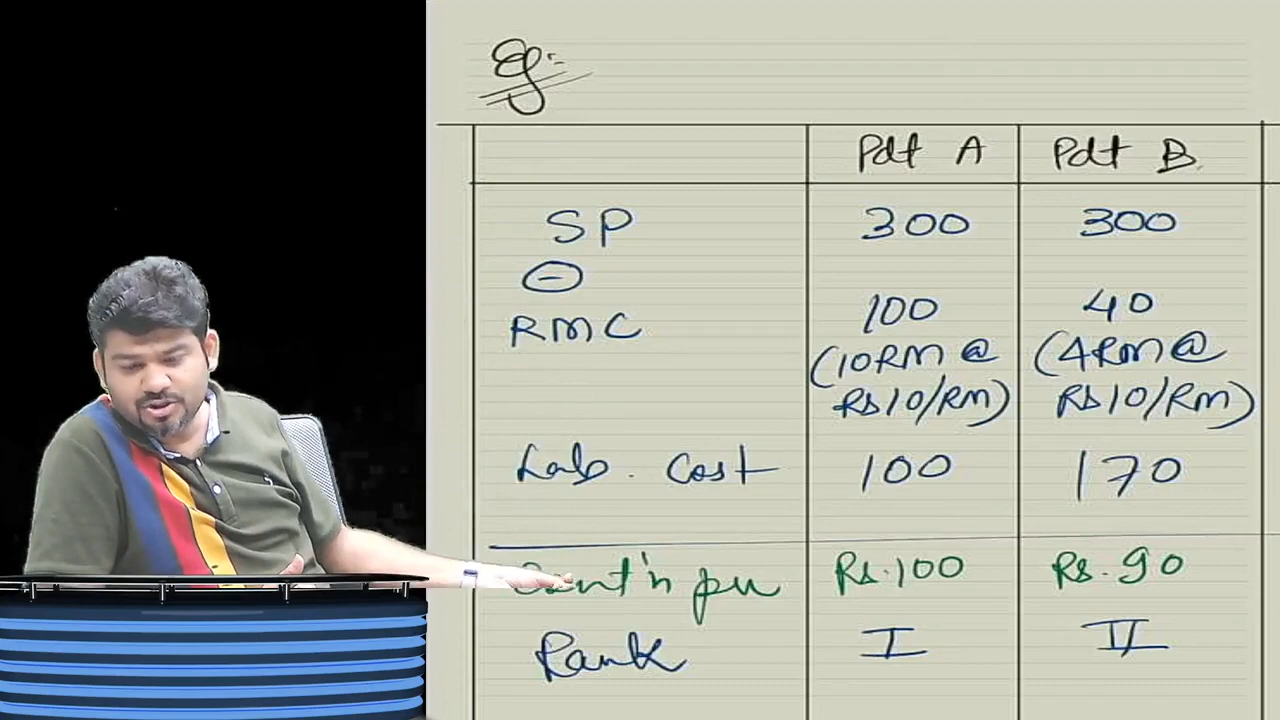 Eg:-
Pdt A Pdt B
SP 300 300
⊖
RMC 100 40
(10RM @ (4RM @
Rs10/RM) Rs10/RM)
Lab. Cost 100 170
Cont'n pu Rs.100 Rs.90
Rank I II